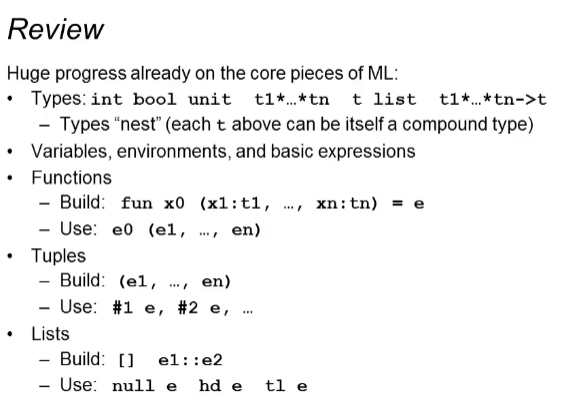 Review
Huge progress already on the core pieces of ML:
• Types: int bool unit t1*…*tn t list t1*…*tn->t
– Types “nest” (each t above can be itself a compound type)
• Variables, environments, and basic expressions
• Functions
– Build: fun x0 (x1:t1, …, xn:tn) = e
– Use: e0 (e1, …, en)
• Tuples
– Build: (e1, …, en)
– Use: #1 e, #2 e, …
• Lists
– Build: [] e1::e2
– Use: null e hd e tl e